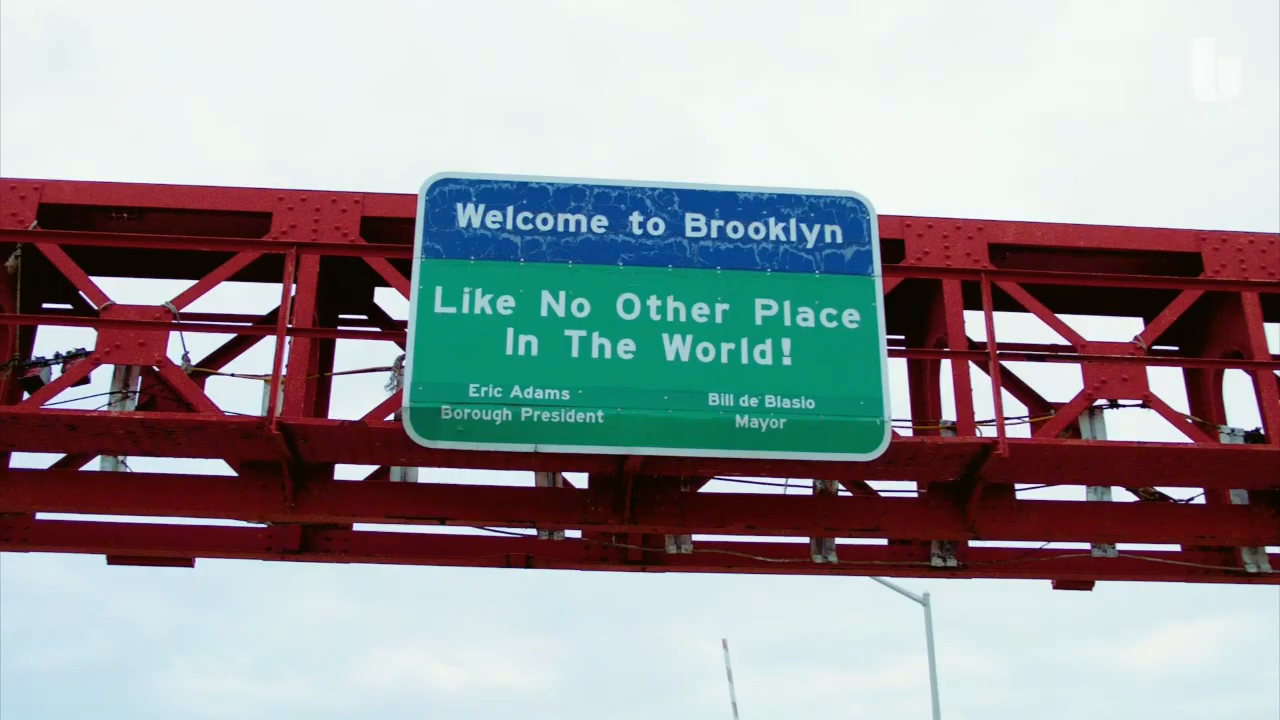 Welcome to Brooklyn
Like No Other Place
In The World!
Eric Adams
Borough President
Bill de Blasio
Mayor